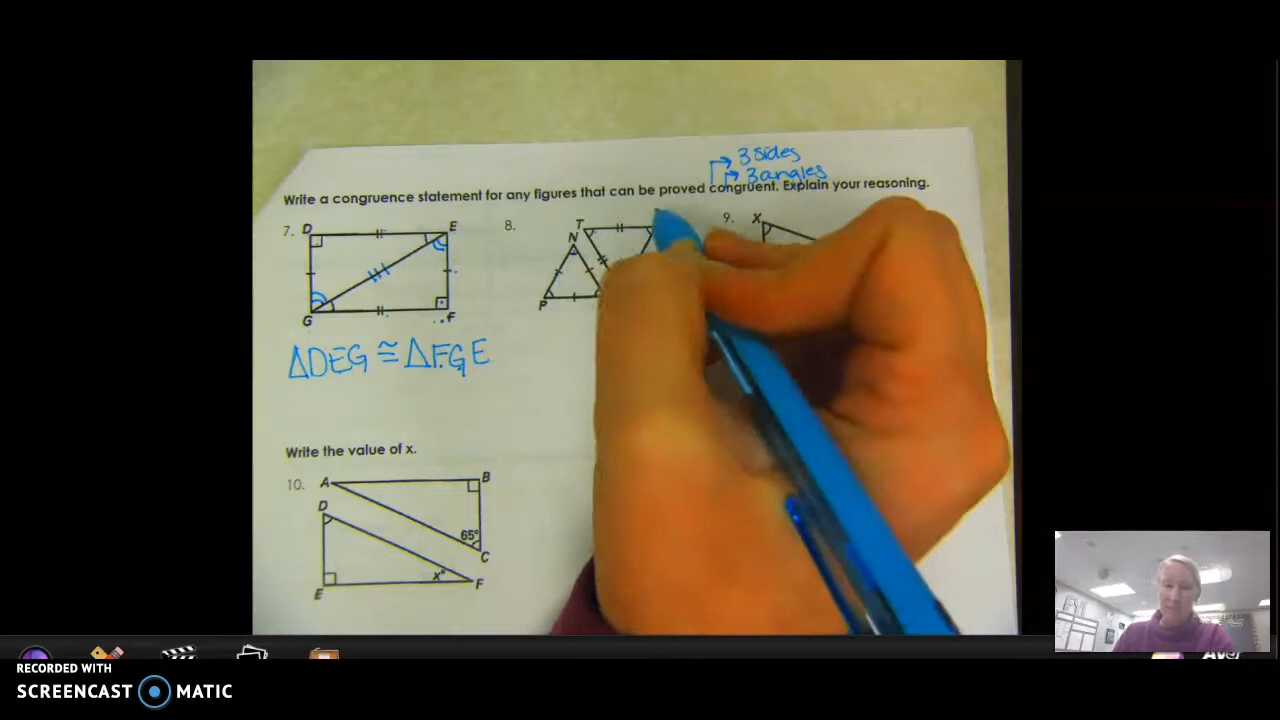 3 sides
3 angles
Write a congruence statement for any figures that can be proved congruent. Explain your reasoning.
7. D E
G F
8. T
N
P
9. X
ΔDEG ≅ ΔFGE
Write the value of x.
10. A B
D
65°
C
x°
E F
RECORDED WITH
SCREENCAST MATIC